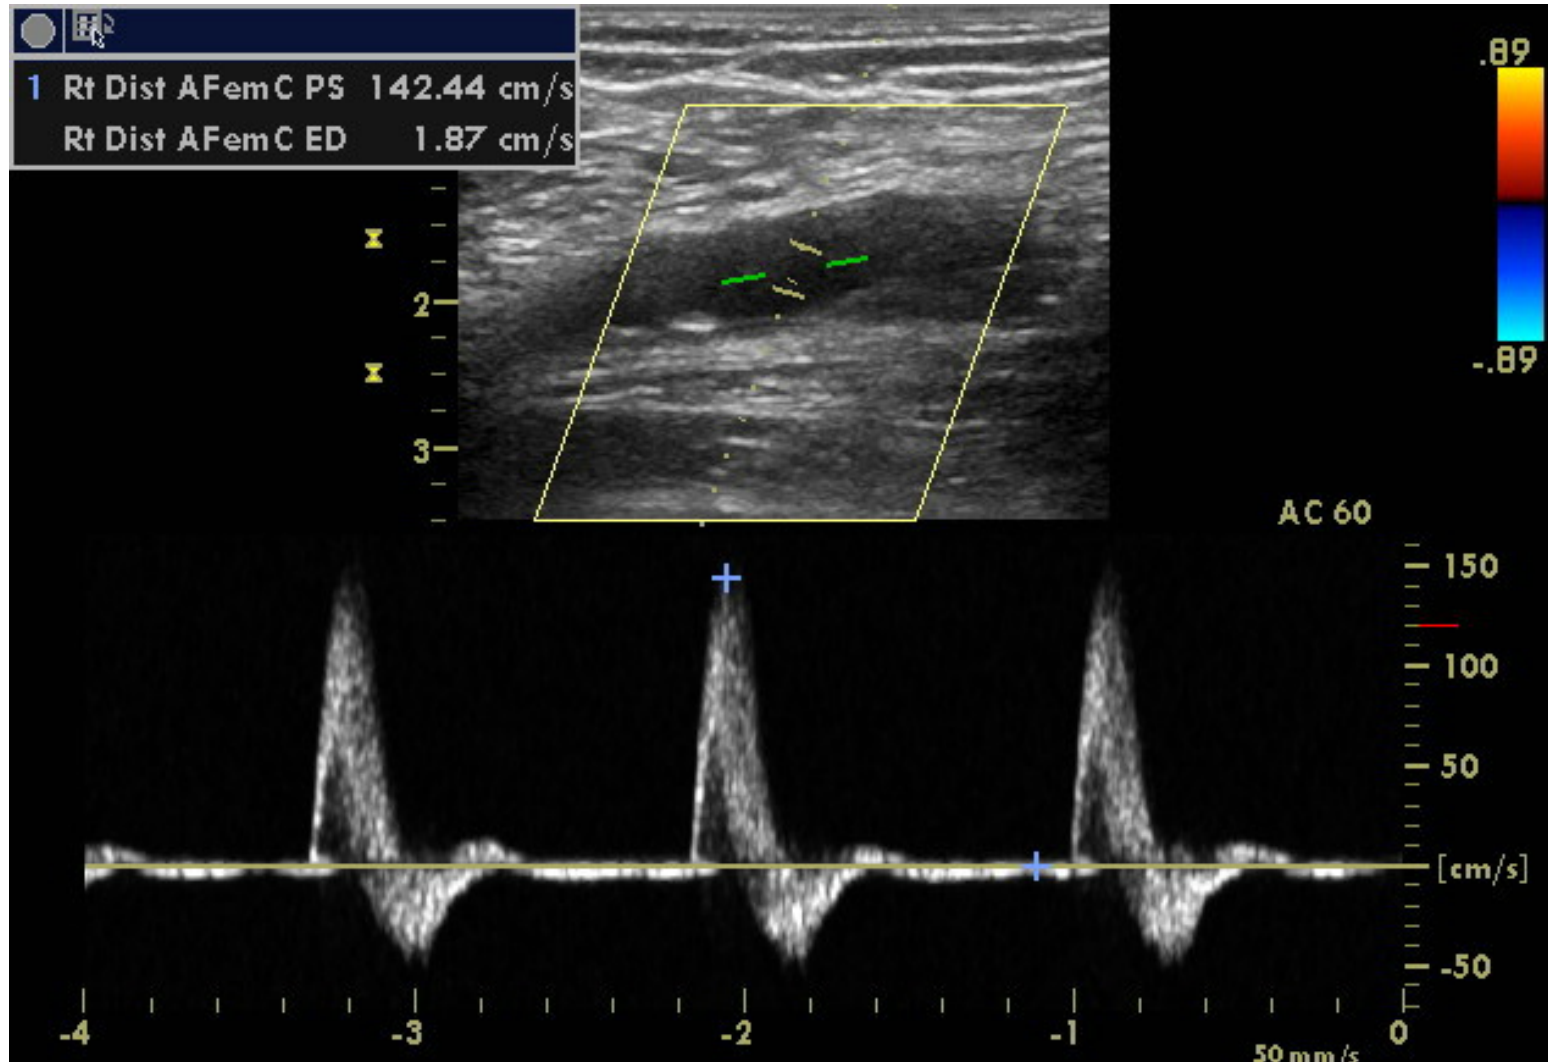 1 Rt Dist AFemC PS 142.44 cm/s
Rt Dist AFemC ED 1.87 cm/s
.89
-.89
2
3
AC 60
150
100
50
[cm/s]
-50
-4 -3 -2 -1 0
50 mm/s